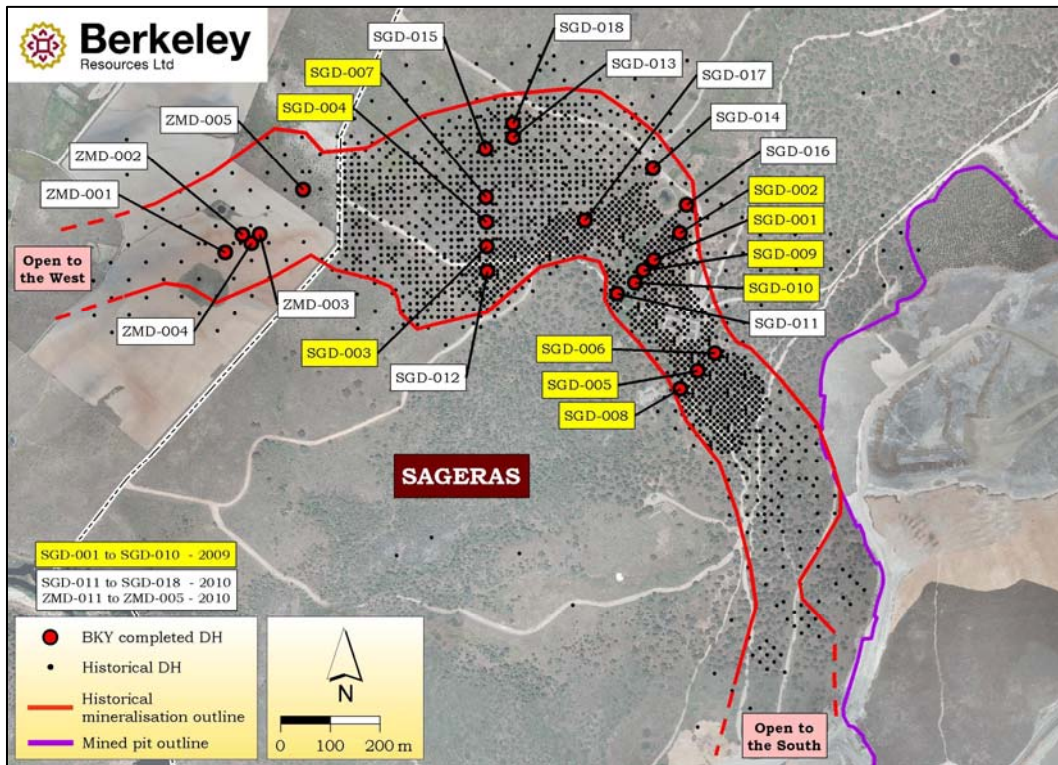 Berkeley
Resources Ltd
SGD-015
SGD-018
SGD-007
SGD-013
SGD-017
SGD-004
SGD-014
ZMD-005
ZMD-002
SGD-016
ZMD-001
SGD-002
SGD-001
SGD-009
Open to
the West
SGD-010
ZMD-003
ZMD-004
SGD-011
SGD-003
SGD-006
SGD-012
SGD-005
SGD-008
SAGERAS
SGD-001 to SGD-010 - 2009
SGD-011 to SGD-018 - 2010
ZMD-011 to ZMD-005 - 2010
BKY completed DH
Historical DH
Historical
mineralisation outline
Mined pit outline
N
0 100 200 m
Open to
the South